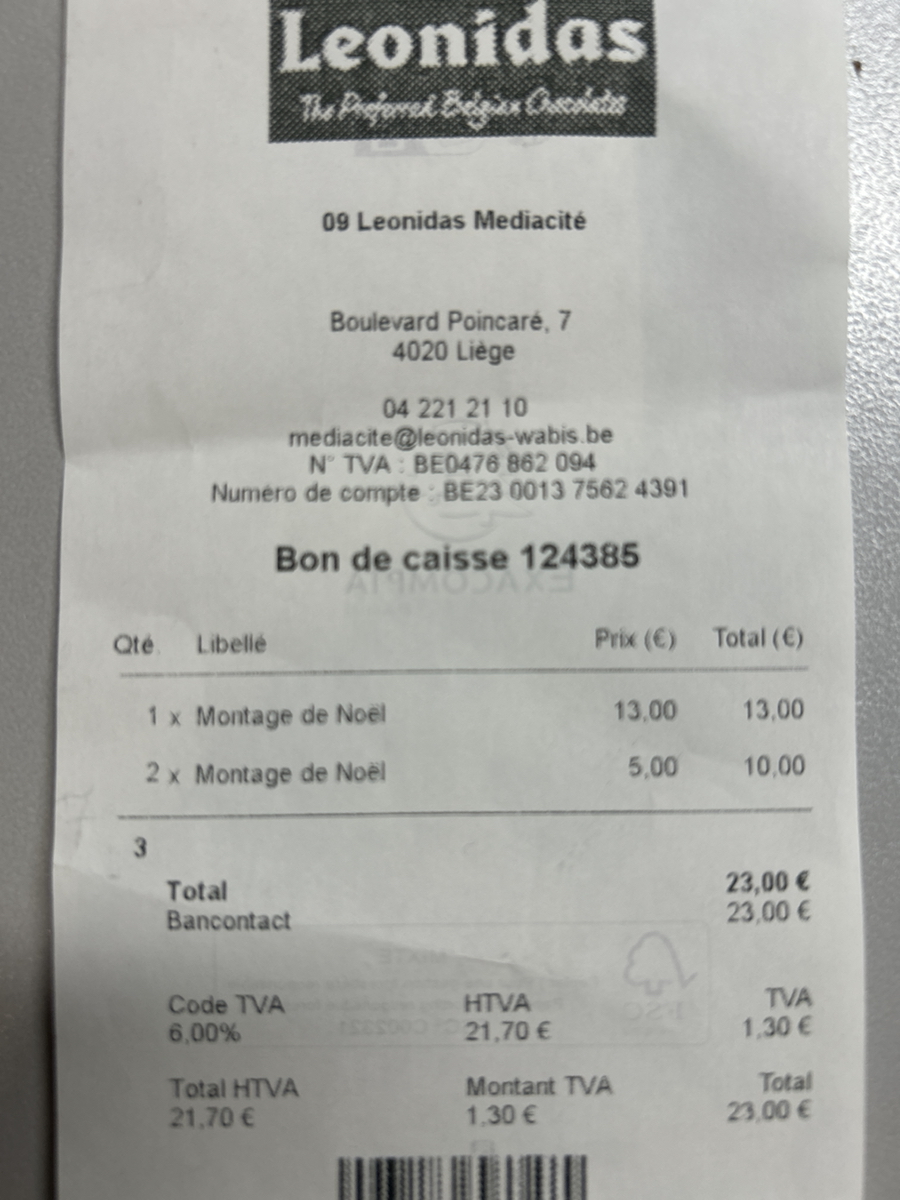 Leonidas
The Preferred Belgian Chocolates
09 Leonidas Mediacité
Boulevard Poincaré, 7
4020 Liège
04 221 21 10
mediacite@leonidas-wabis.be
N° TVA : BE0476 862 094
Numéro de compte : BE23 0013 7562 4391
Bon de caisse 124385
EXACOMPTA
Qté. Libellé Prix (€) Total (€)
1 x Montage de Noël 13,00 13,00
2 x Montage de Noël 5,00 10,00
3
Total 23,00 €
Bancontact 23,00 €
MIXTE
FSC
Code TVA HTVA TVA
6,00% 21,70 € 1,30 €
Total HTVA Montant TVA Total
21,70 € 1,30 € 23,00 €